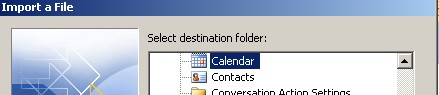 Import a File
Select destination folder:
Calendar
Contacts
Conversation Action Settings